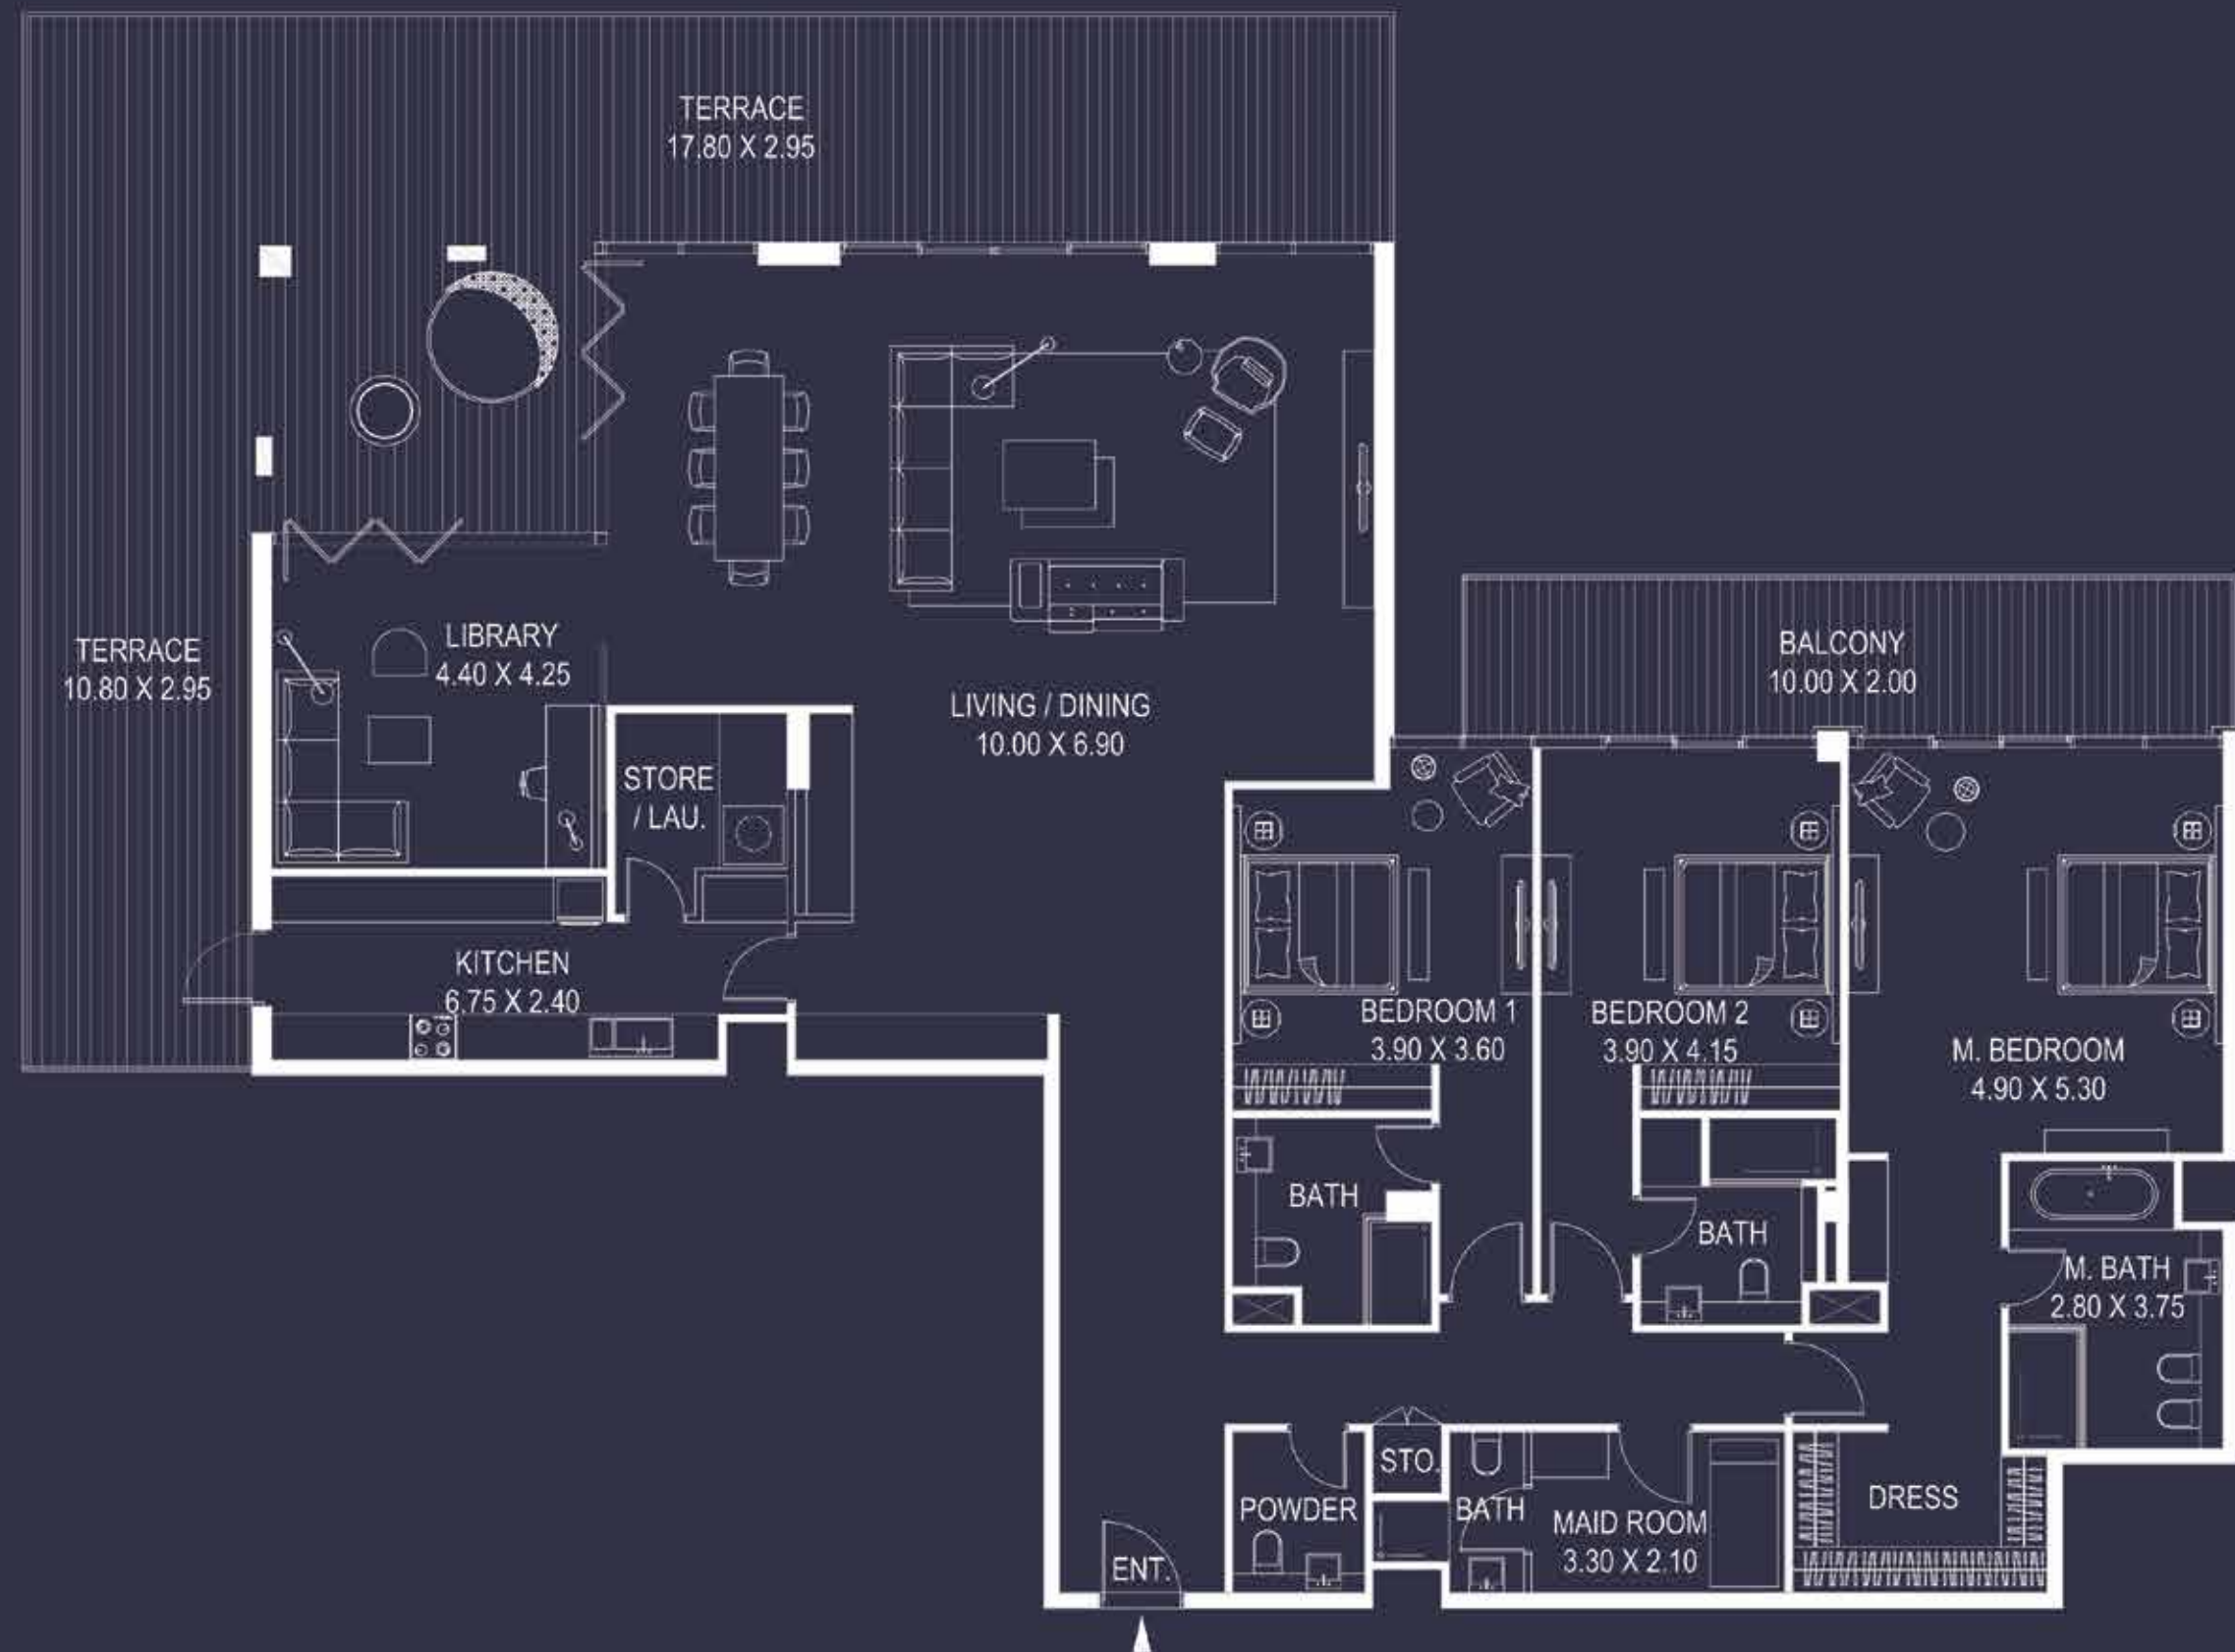 TERRACE
17.80 X 2.95
TERRACE
10.80 X 2.95
LIBRARY
4.40 X 4.25
LIVING / DINING
10.00 X 6.90
BALCONY
10.00 X 2.00
STORE
/ LAU.
KITCHEN
6.75 X 2.40
BEDROOM 1
3.90 X 3.60
BEDROOM 2
3.90 X 4.15
M. BEDROOM
4.90 X 5.30
BATH
BATH
M. BATH
2.80 X 3.75
POWDER
STO.
BATH
MAID ROOM
3.30 X 2.10
DRESS
ENT.